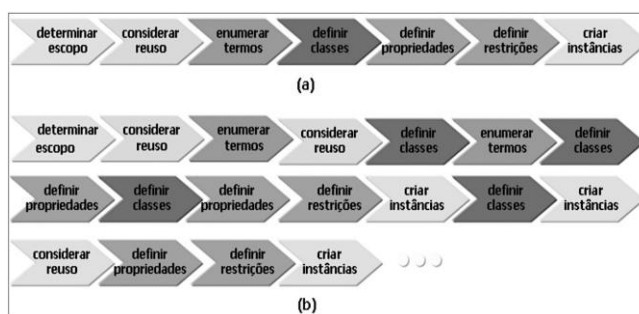 determinar escopo considerar reuso enumerar termos definir classes definir propriedades definir restrições criar instâncias
(a)
determinar escopo considerar reuso enumerar termos considerar reuso definir classes enumerar termos definir classes
definir propriedades definir classes definir propriedades definir restrições criar instâncias definir classes criar instâncias
considerar reuso definir propriedades definir restrições criar instâncias
(b)